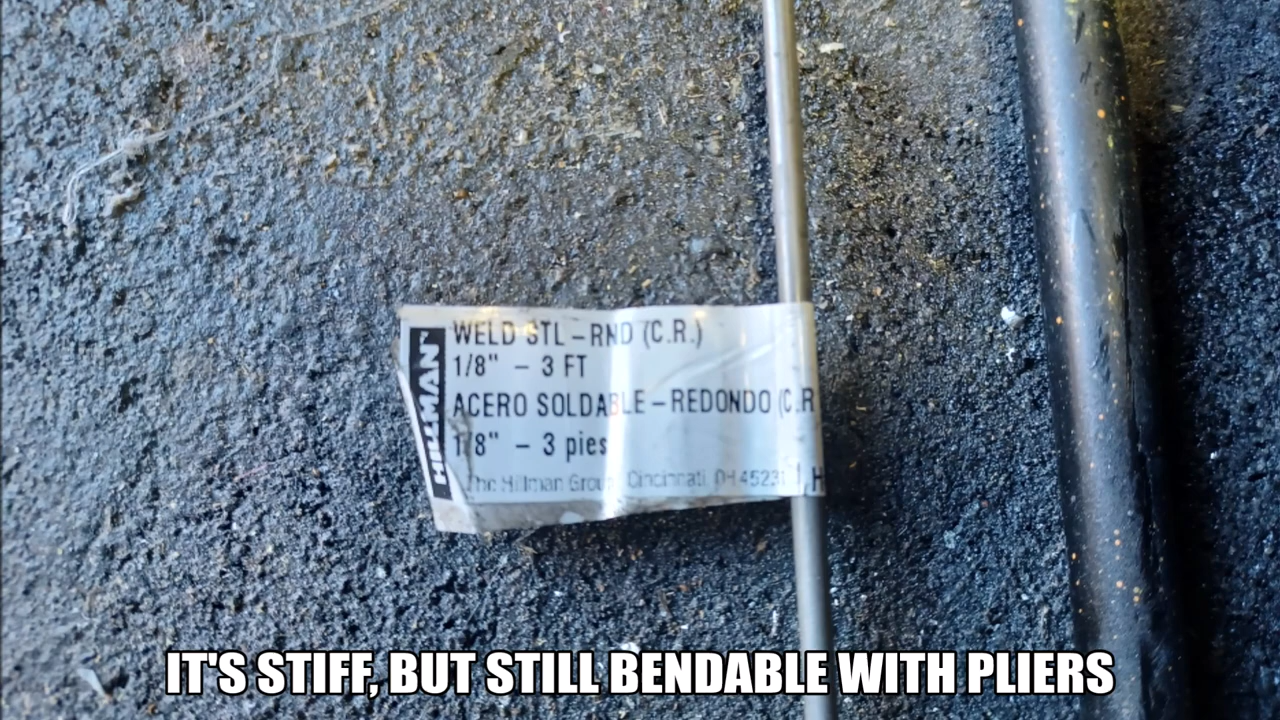 HILLMAN
WELD STL – RND (C.R.)
1/8" – 3 FT
ACERO SOLDABLE – REDONDO (C.R
1/8" – 3 pies
The Hillman Group Cincinnati, OH 4523
IT'S STIFF, BUT STILL BENDABLE WITH PLIERS